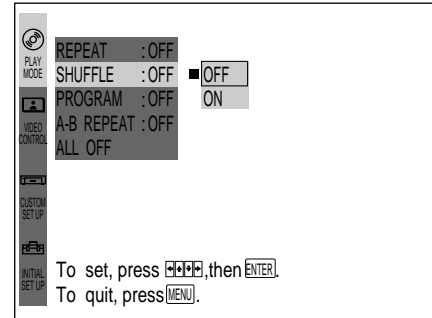 PLAY
MODE
VIDEO
CONTROL
CUSTOM
SET UP
INITIAL
SET UP
REPEAT :OFF
SHUFFLE :OFF ■ OFF
ON
PROGRAM :OFF
A-B REPEAT :OFF
ALL OFF
To set, press ←↑↓→,then ENTER.
To quit, press MENU.